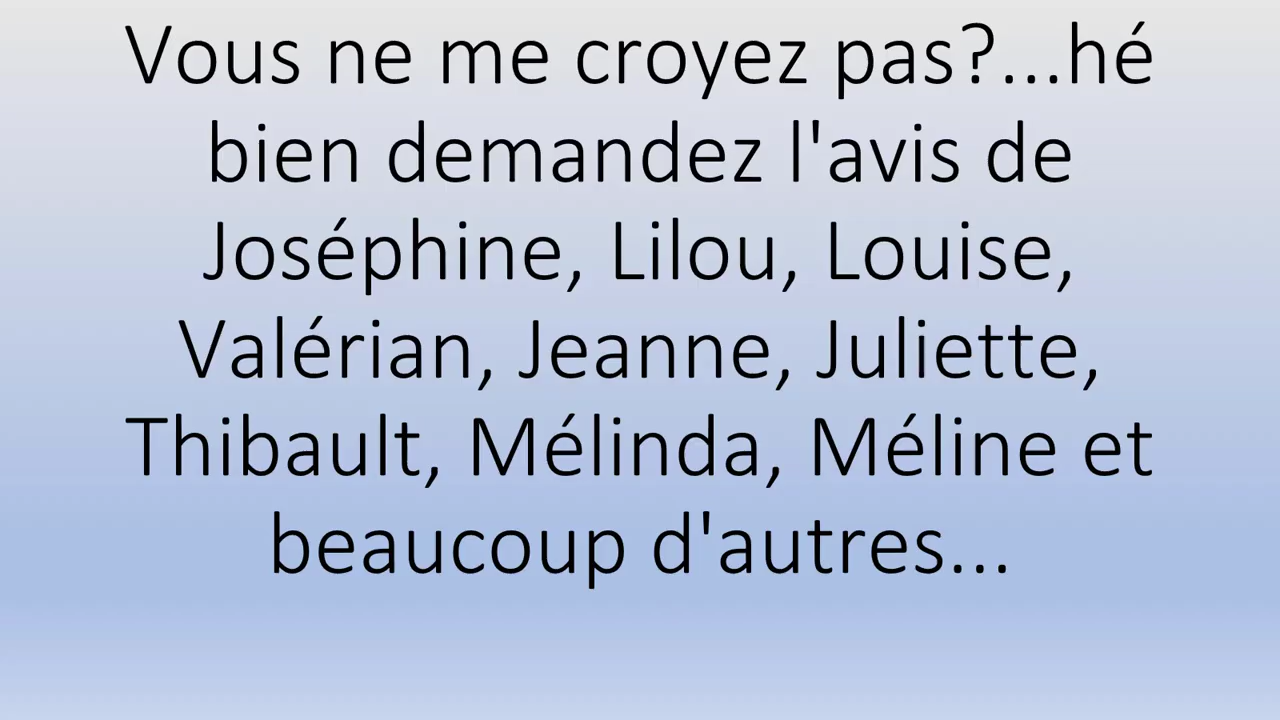 Vous ne me croyez pas?...hé
bien demandez l'avis de
Joséphine, Lilou, Louise,
Valérian, Jeanne, Juliette,
Thibault, Mélinda, Méline et
beaucoup d'autres...